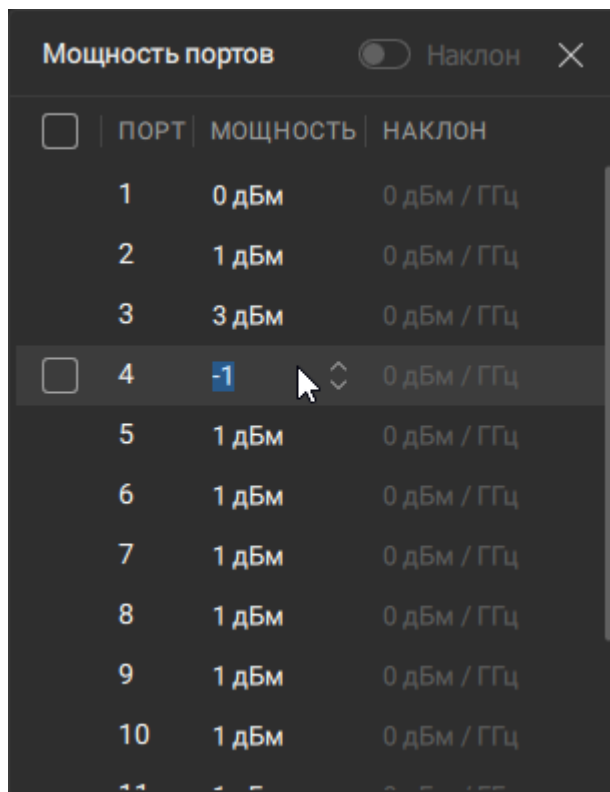 Мощность портов Наклон
ПОРТ МОЩНОСТЬ НАКЛОН
1 0 дБм 0 дБм / ГГц
2 1 дБм 0 дБм / ГГц
3 3 дБм 0 дБм / ГГц
4 -1 0 дБм / ГГц
5 1 дБм 0 дБм / ГГц
6 1 дБм 0 дБм / ГГц
7 1 дБм 0 дБм / ГГц
8 1 дБм 0 дБм / ГГц
9 1 дБм 0 дБм / ГГц
10 1 дБм 0 дБм / ГГц